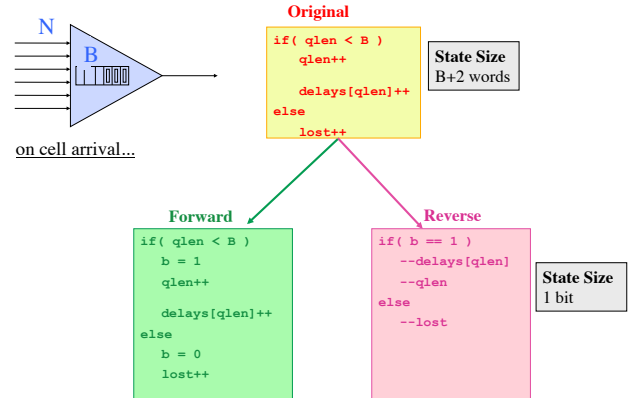 Original
N
B
if( qlen < B )
qlen++
delays[qlen]++
else
lost++
State Size
B+2 words
on cell arrival...
Forward
if( qlen < B )
b = 1
qlen++
delays[qlen]++
else
b = 0
lost++
Reverse
if( b == 1 )
--delays[qlen]
--qlen
else
--lost
State Size
1 bit